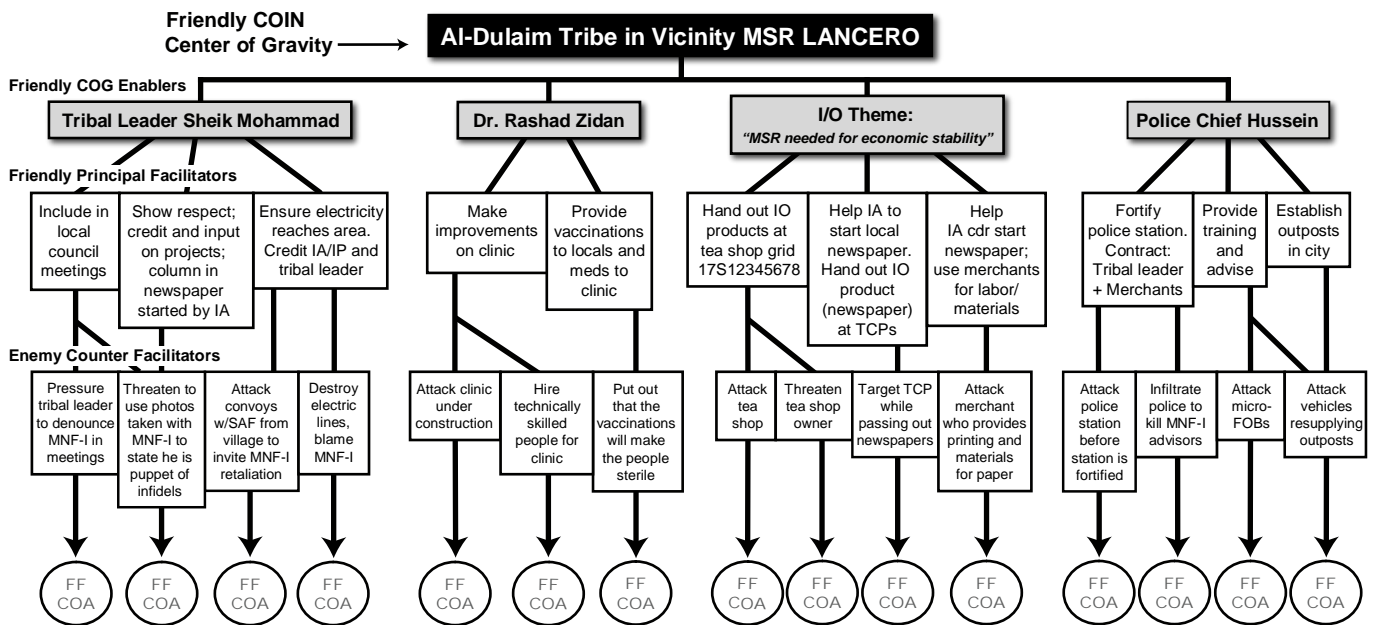 Friendly COIN
Center of Gravity
Al-Dulaim Tribe in Vicinity MSR LANCERO
Friendly COG Enablers
Tribal Leader Sheik Mohammad
Dr. Rashad Zidan
I/O Theme:
“MSR needed for economic stability”
Police Chief Hussein
Friendly Principal Facilitators
Include in
local
council
meetings
Show respect;
credit and input
on projects;
column in
newspaper
started by IA
Ensure electricity
reaches area.
Credit IA/IP and
tribal leader
Make
improvements
on clinic
Provide
vaccinations
to locals and
meds to
clinic
Hand out IO
products at
tea shop grid
17S12345678
Help IA to
start local
newspaper.
Hand out IO
product
(newspaper)
at TCPs
Help
IA cdr start
newspaper;
use merchants
for labor/
materials
Fortify
police station.
Contract:
Tribal leader
+ Merchants
Provide
training
and
advise
Establish
outposts
in city
Enemy Counter Facilitators
Pressure
tribal leader
to denounce
MNF-I in
meetings
Threaten to
use photos
taken with
MNF-I to
state he is
puppet of
infidels
Attack
convoys
w/SAF from
village to
invite MNF-I
retaliation
Destroy
electric
lines,
blame
MNF-I
Attack clinic
under
construction
Hire
technically
skilled
people for
clinic
Put out
that the
vaccinations
will make
the people
sterile
Attack
tea
shop
Threaten
tea shop
owner
Target TCP
while
passing out
newspapers
Attack
merchant
who provides
printing and
materials
for paper
Attack
police
station
before
station is
fortified
Infiltrate
police to
kill MNF-I
advisors
Attack
micro-
FOBs
Attack
vehicles
resupplying
outposts
FF
COA
FF
COA
FF
COA
FF
COA
FF
COA
FF
COA
FF
COA
FF
COA
FF
COA
FF
COA
FF
COA
FF
COA
FF
COA
FF
COA
FF
COA